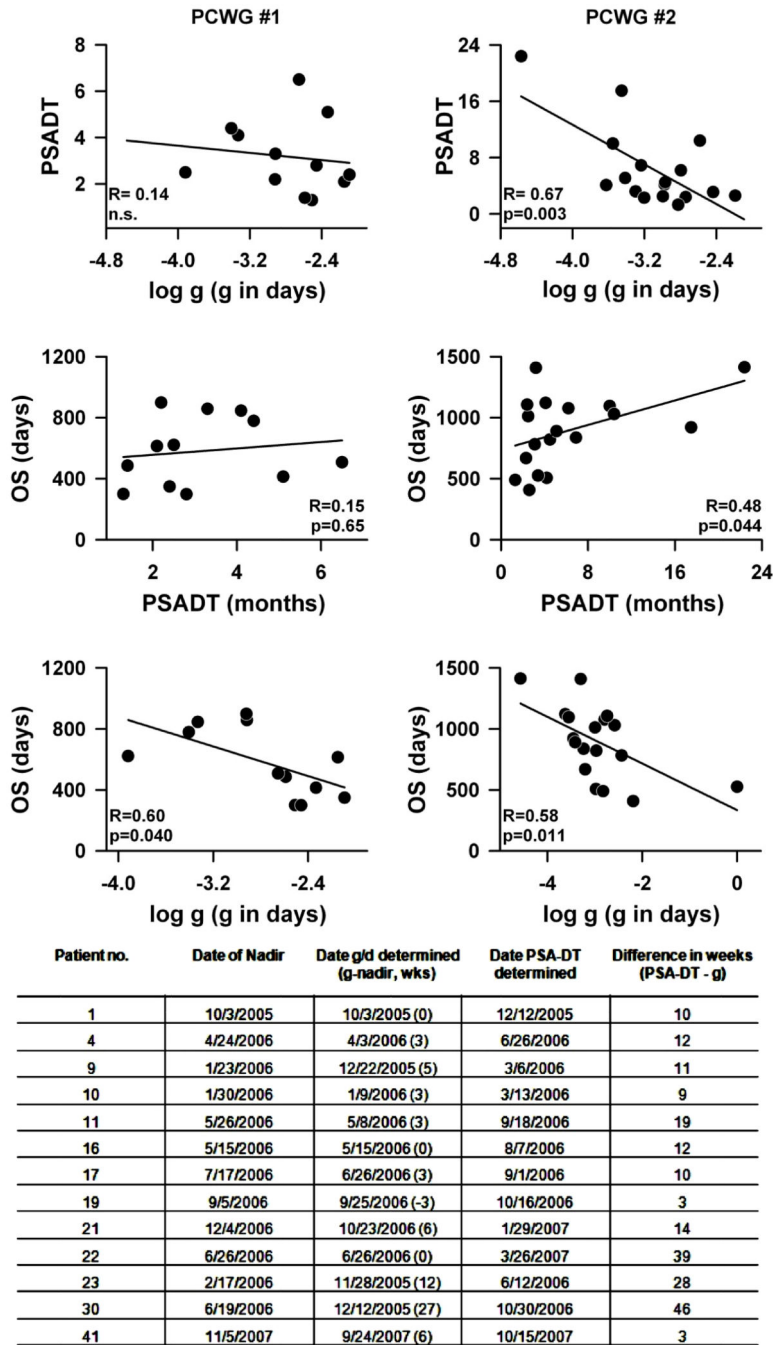 PCWG #1
PCWG #2
8
6
4
2
PSADT
R= 0.14
n.s.
-4.8 -4.0 -3.2 -2.4
log g (g in days)
24
16
8
0
PSADT
R= 0.67
p=0.003
-4.8 -4.0 -3.2 -2.4
log g (g in days)
1200
800
400
0
OS (days)
R=0.15
p=0.65
2 4 6
PSADT (months)
1500
1000
500
0
OS (days)
R=0.48
p=0.044
0 8 16 24
PSADT (months)
1200
800
400
0
OS (days)
R=0.60
p=0.040
-4.0 -3.2 -2.4
log g (g in days)
1500
1000
500
0
OS (days)
R=0.58
p=0.011
-4 -2 0
log g (g in days)
Patient no. Date of Nadir Date g/d determined Date PSA-DT Difference in weeks
(g-nadir, wks) determined (PSA-DT - g)
1 10/3/2005 10/3/2005 (0) 12/12/2005 10
4 4/24/2006 4/3/2006 (3) 6/26/2006 12
9 1/23/2006 12/22/2005 (5) 3/6/2006 11
10 1/30/2006 1/9/2006 (3) 3/13/2006 9
11 5/26/2006 5/8/2006 (3) 9/18/2006 19
16 5/15/2006 5/15/2006 (0) 8/7/2006 12
17 7/17/2006 6/26/2006 (3) 9/1/2006 10
19 9/5/2006 9/25/2006 (-3) 10/16/2006 3
21 12/4/2006 10/23/2006 (6) 1/29/2007 14
22 6/26/2006 6/26/2006 (0) 3/26/2007 39
23 2/17/2006 11/28/2005 (12) 6/12/2006 28
30 6/19/2006 12/12/2005 (27) 10/30/2006 46
41 11/5/2007 9/24/2007 (6) 10/15/2007 3